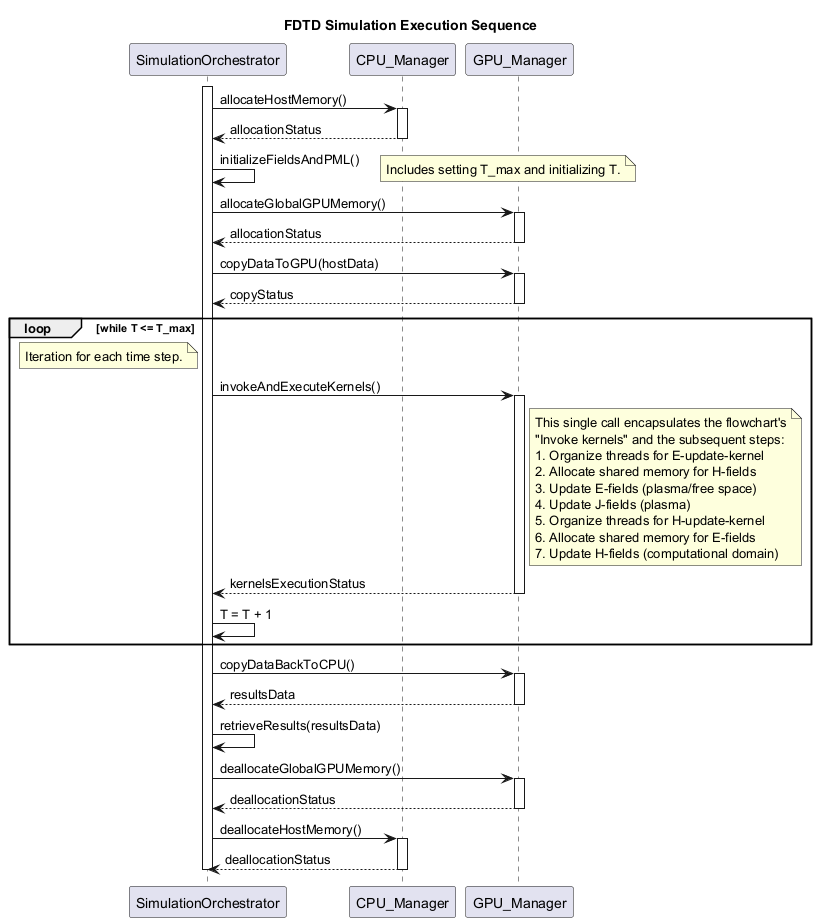 FDTD Simulation Execution Sequence
SimulationOrchestrator
CPU_Manager
GPU_Manager
allocateHostMemory()
allocationStatus
initializeFieldsAndPML()
Includes setting T_max and initializing T.
allocateGlobalGPUMemory()
allocationStatus
copyDataToGPU(hostData)
copyStatus
loop
[while T <= T_max]
Iteration for each time step.
invokeAndExecuteKernels()
This single call encapsulates the flowchart's
"Invoke kernels" and the subsequent steps:
1. Organize threads for E-update-kernel
2. Allocate shared memory for H-fields
3. Update E-fields (plasma/free space)
4. Update J-fields (plasma)
5. Organize threads for H-update-kernel
6. Allocate shared memory for E-fields
7. Update H-fields (computational domain)
kernelsExecutionStatus
T = T + 1
copyDataBackToCPU()
resultsData
retrieveResults(resultsData)
deallocateGlobalGPUMemory()
deallocationStatus
deallocateHostMemory()
deallocationStatus
SimulationOrchestrator
CPU_Manager
GPU_Manager